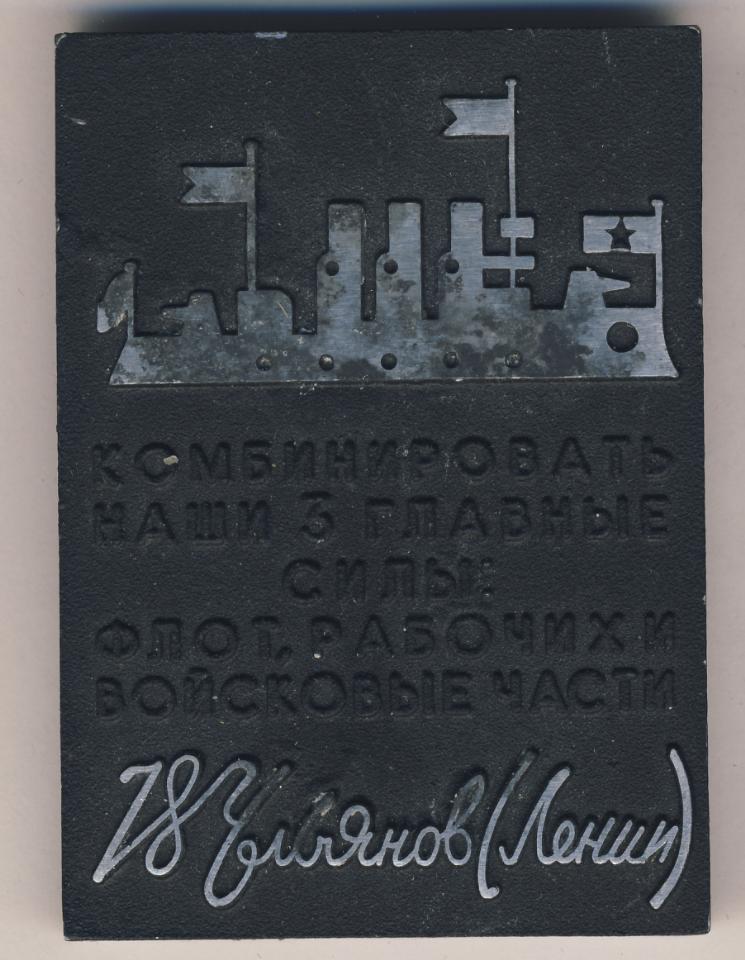 КОМБИНИРОВАТЬ
НАШИ 3 ГЛАВНЫЕ
СИЛЫ:
ФЛОТ, РАБОЧИХ И
ВОЙСКОВЫЕ ЧАСТИ
Ульянов (Ленин)